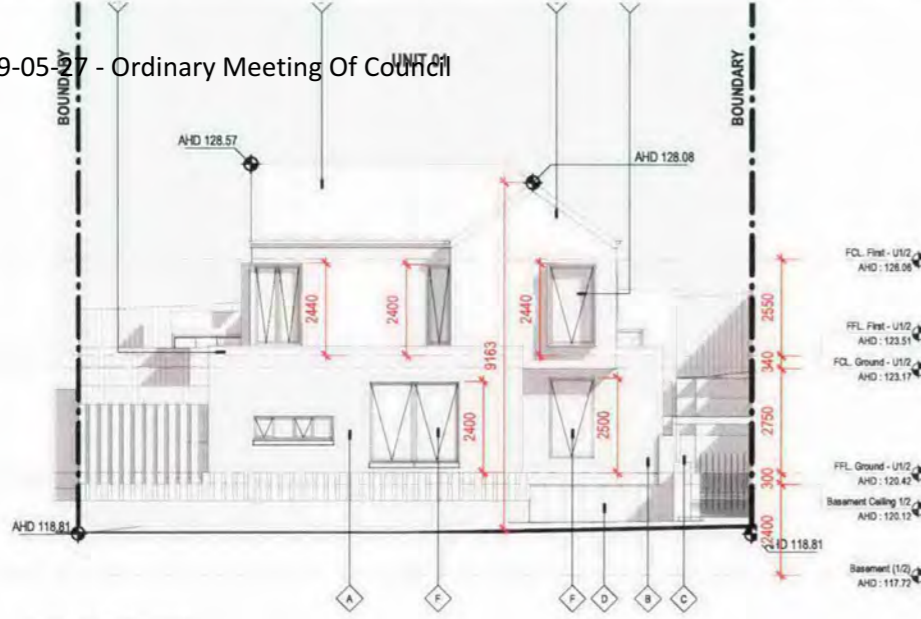 9-05-27 - Ordinary Meeting Of Council
UNIT 01
BOUNDARY
BOUNDARY
AHD 128.57
AHD 128.08
FCL. First - U1/2
AHD : 126.06
2440
2400
2440
9163
2550
FFL. First - U1/2
AHD : 123.51
340
FCL. Ground - U1/2
AHD : 123.17
2400
2500
2750
FFL. Ground - U1/2
AHD : 120.42
300
Basement Ceiling 1/2
AHD : 120.12
AHD 118.81
2400
AHD 118.81
Basement (1/2)
AHD : 117.72
A
F
F
D
B
C